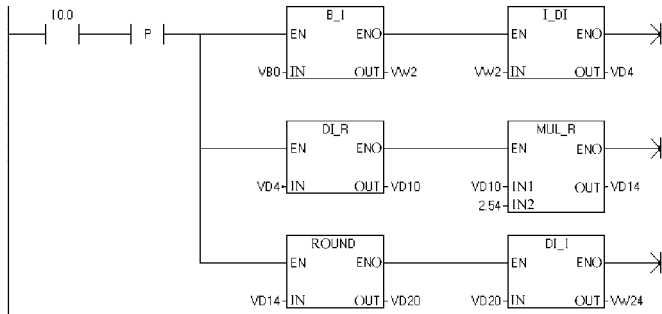 I0.0
P
B_I
EN ENO
VB0 IN OUT VW2
I_DI
EN ENO
VW2 IN OUT VD4
DI_R
EN ENO
VD4 IN OUT VD10
MUL_R
EN ENO
VD10 IN1 OUT VD14
2.54 IN2
ROUND
EN ENO
VD14 IN OUT VD20
DI_I
EN ENO
VD20 IN OUT VW24